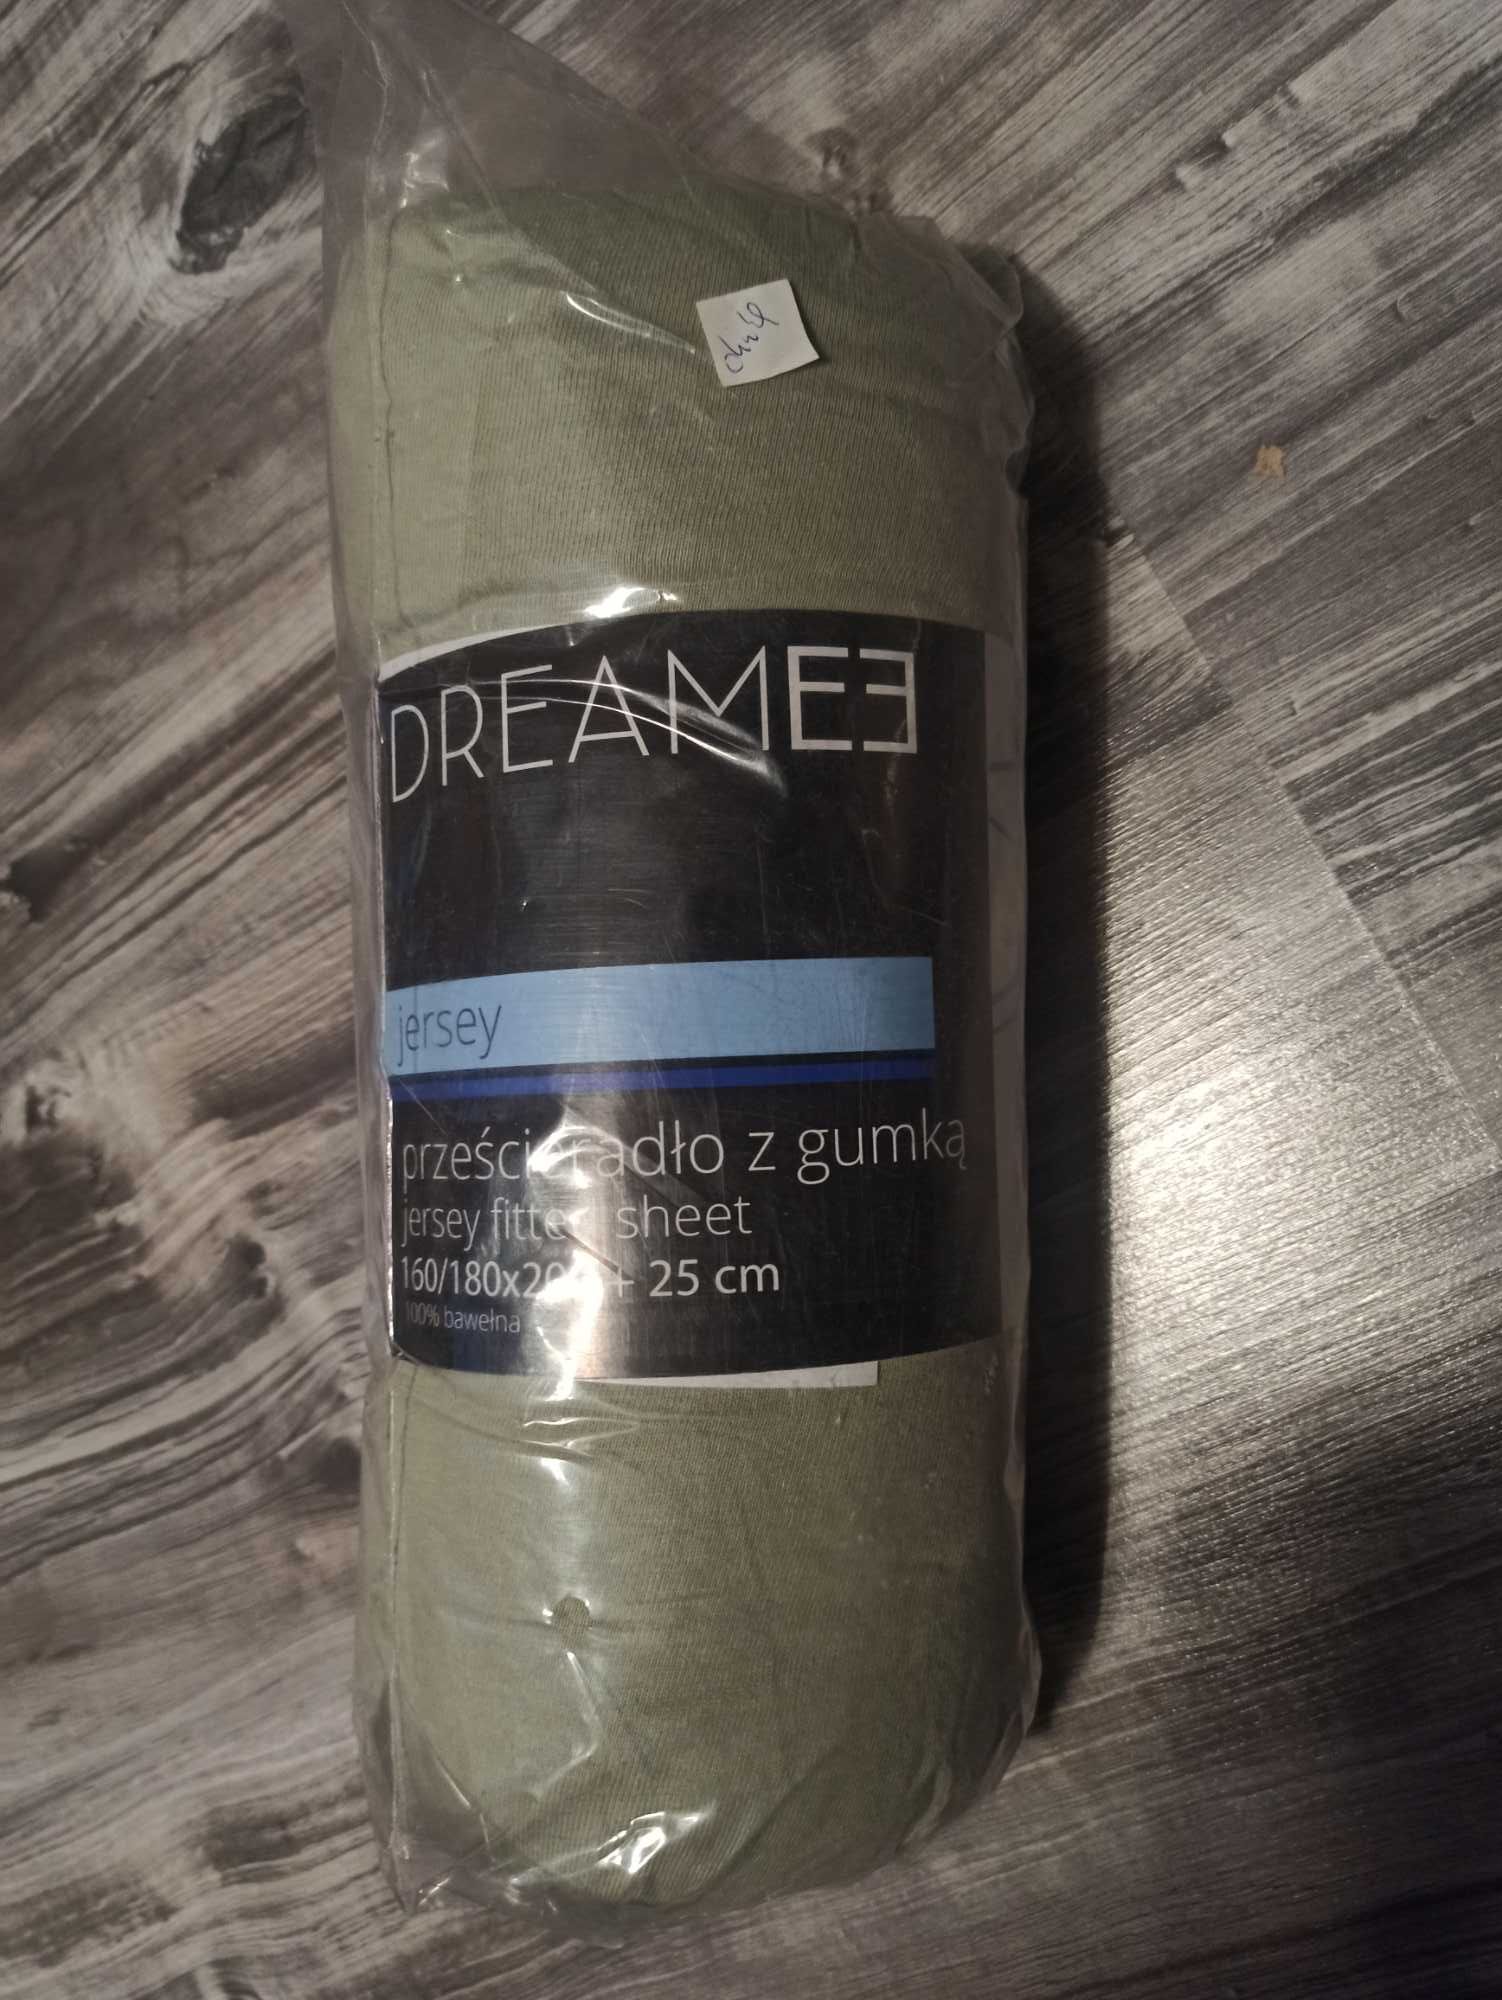 DREAMEE
jersey
prześcieradło z gumką
jersey fitted sheet
160/180x200 + 25 cm
100% bawełna